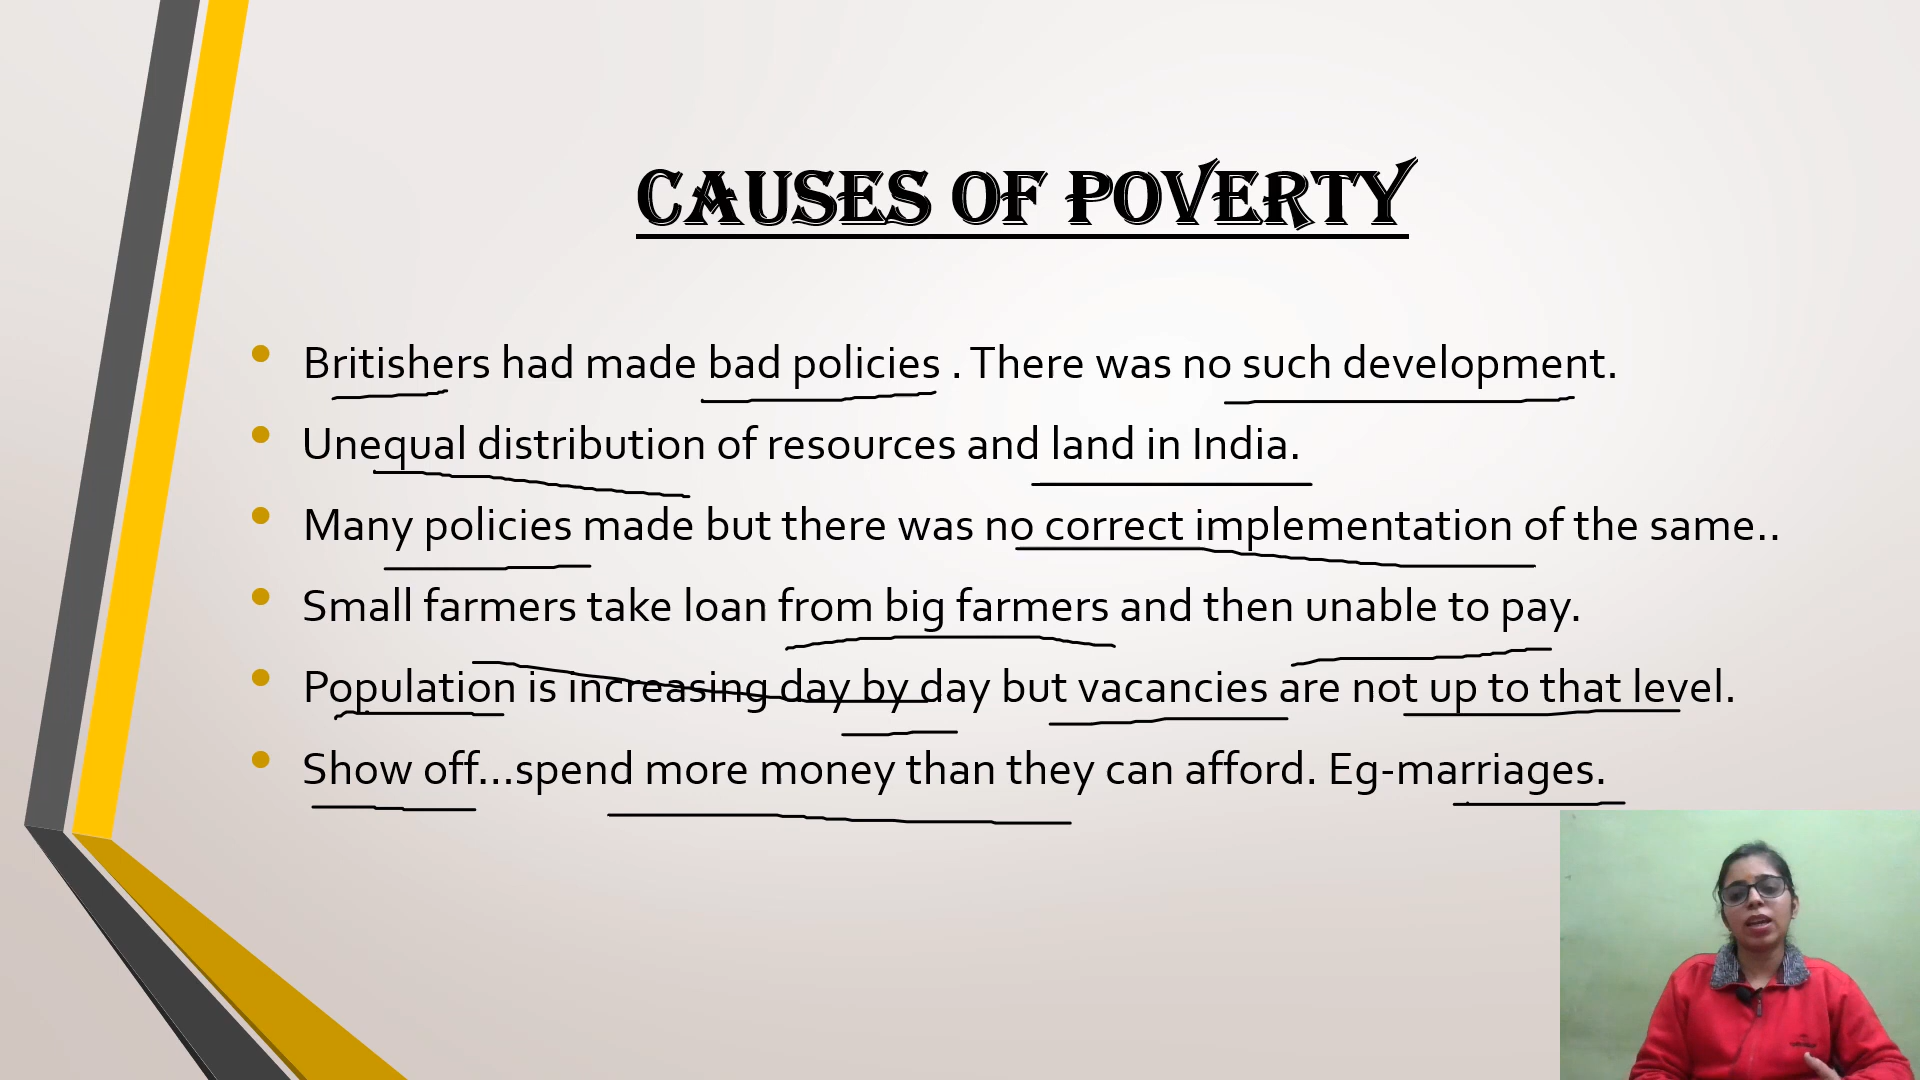 CAUSES OF POVERTY
Britishers had made bad policies . There was no such development.
Unequal distribution of resources and land in India.
Many policies made but there was no correct implementation of the same..
Small farmers take loan from big farmers and then unable to pay.
Population is increasing day by day but vacancies are not up to that level.
Show off...spend more money than they can afford. Eg-marriages.